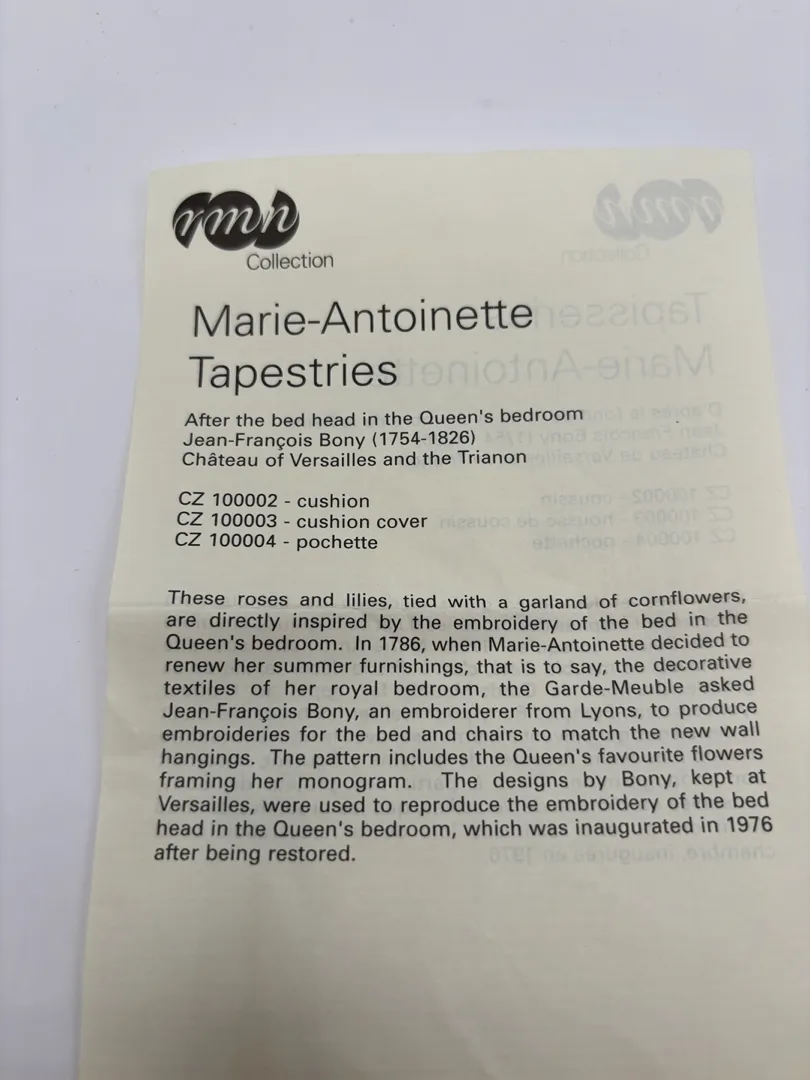 rmn
Collection
Marie-Antoinette
Tapestries
After the bed head in the Queen's bedroom
Jean-François Bony (1754-1826)
Château of Versailles and the Trianon
CZ 100002 - cushion
CZ 100003 - cushion cover
CZ 100004 - pochette
These roses and lilies, tied with a garland of cornflowers,
are directly inspired by the embroidery of the bed in the
Queen's bedroom. In 1786, when Marie-Antoinette decided to
renew her summer furnishings, that is to say, the decorative
textiles of her royal bedroom, the Garde-Meuble asked
Jean-François Bony, an embroiderer from Lyons, to produce
embroideries for the bed and chairs to match the new wall
hangings. The pattern includes the Queen's favourite flowers
framing her monogram. The designs by Bony, kept at
Versailles, were used to reproduce the embroidery of the bed
head in the Queen's bedroom, which was inaugurated in 1976
after being restored.